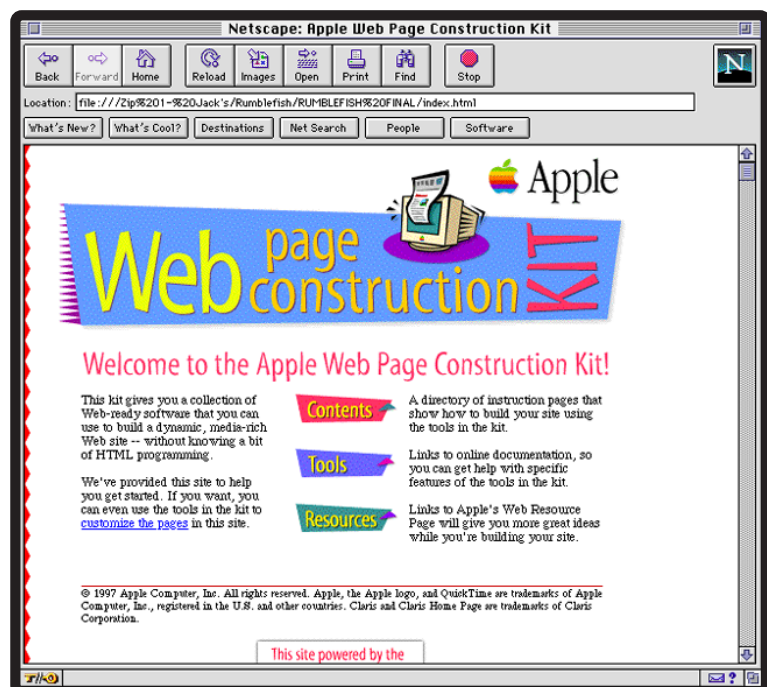 Netscape: Apple Web Page Construction Kit
Back Forward Home Reload Images Open Print Find Stop
N
Location: file:///Zip%201-%20Jack's/Rumblefish/RUMBLEFISH%20FINAL/index.html
What's New? What's Cool? Destinations Net Search People Software
Apple
Web page construction KIT
Welcome to the Apple Web Page Construction Kit!
This kit gives you a collection of
Web-ready software that you can
use to build a dynamic, media-rich
Web site -- without knowing a bit
of HTML programming.
We've provided this site to help
you get started. If you want, you
can even use the tools in the kit to
customize the pages in this site.
Contents
A directory of instruction pages that
show how to build your site using
the tools in the kit.
Tools
Links to online documentation, so
you can get help with specific
features of the tools in the kit.
Resources
Links to Apple's Web Resource
Page will give you more great ideas
while you're building your site.
© 1997 Apple Computer, Inc. All rights reserved. Apple, the Apple logo, and QuickTime are trademarks of Apple
Computer, Inc., registered in the U.S. and other countries. Claris and Claris Home Page are trademarks of Claris
Corporation.
This site powered by the
?